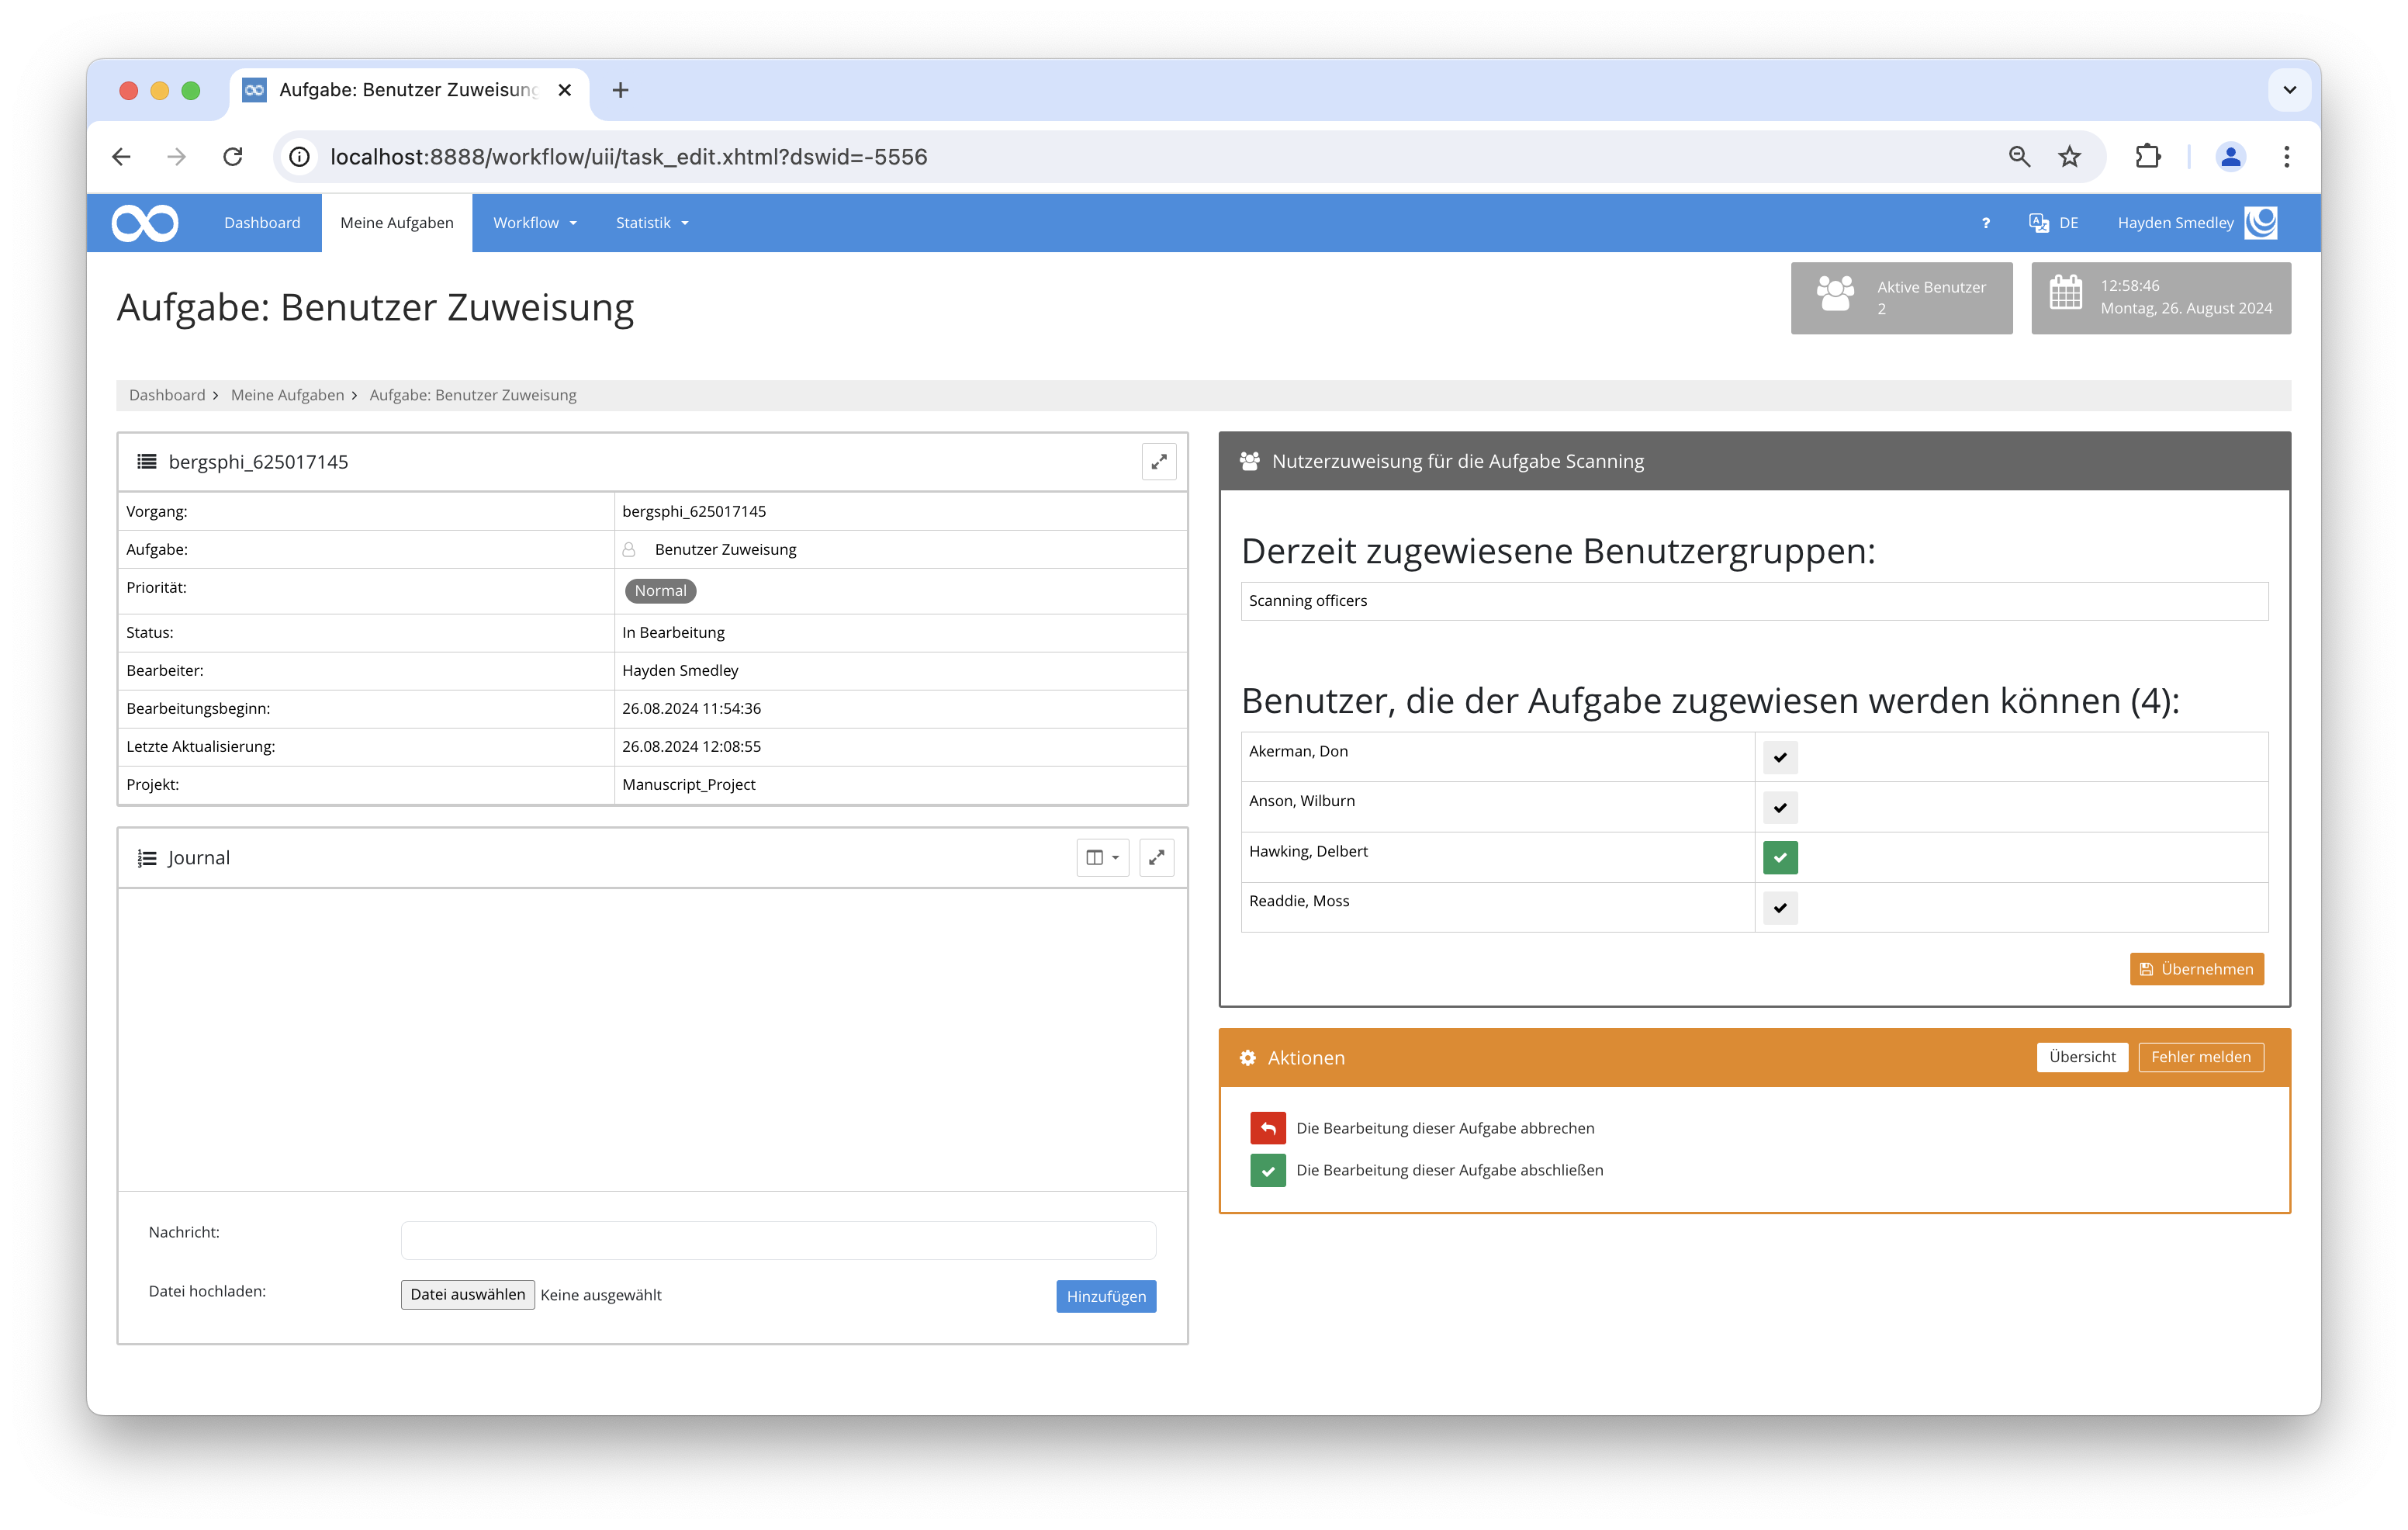 Aufgabe: Benutzer Zuweisung
localhost:8888/workflow/uii/task_edit.xhtml?dswid=-5556
Dashboard
Meine Aufgaben
Workflow
Statistik
?
DE
Hayden Smedley
Aufgabe: Benutzer Zuweisung
Aktive Benutzer
2
12:58:46
Montag, 26. August 2024
Dashboard
Meine Aufgaben
Aufgabe: Benutzer Zuweisung
bergsphi_625017145
Vorgang: bergsphi_625017145
Aufgabe: Benutzer Zuweisung
Priorität: Normal
Status: In Bearbeitung
Bearbeiter: Hayden Smedley
Bearbeitungsbeginn: 26.08.2024 11:54:36
Letzte Aktualisierung: 26.08.2024 12:08:55
Projekt: Manuscript_Project
Journal
Nachricht:
Datei hochladen: Datei auswählen Keine ausgewählt
Hinzufügen
Nutzerzuweisung für die Aufgabe Scanning
Derzeit zugewiesene Benutzergruppen:
Scanning officers
Benutzer, die der Aufgabe zugewiesen werden können (4):
Akerman, Don
Anson, Wilburn
Hawking, Delbert
Readdie, Moss
Übernehmen
Aktionen
Übersicht
Fehler melden
Die Bearbeitung dieser Aufgabe abbrechen
Die Bearbeitung dieser Aufgabe abschließen